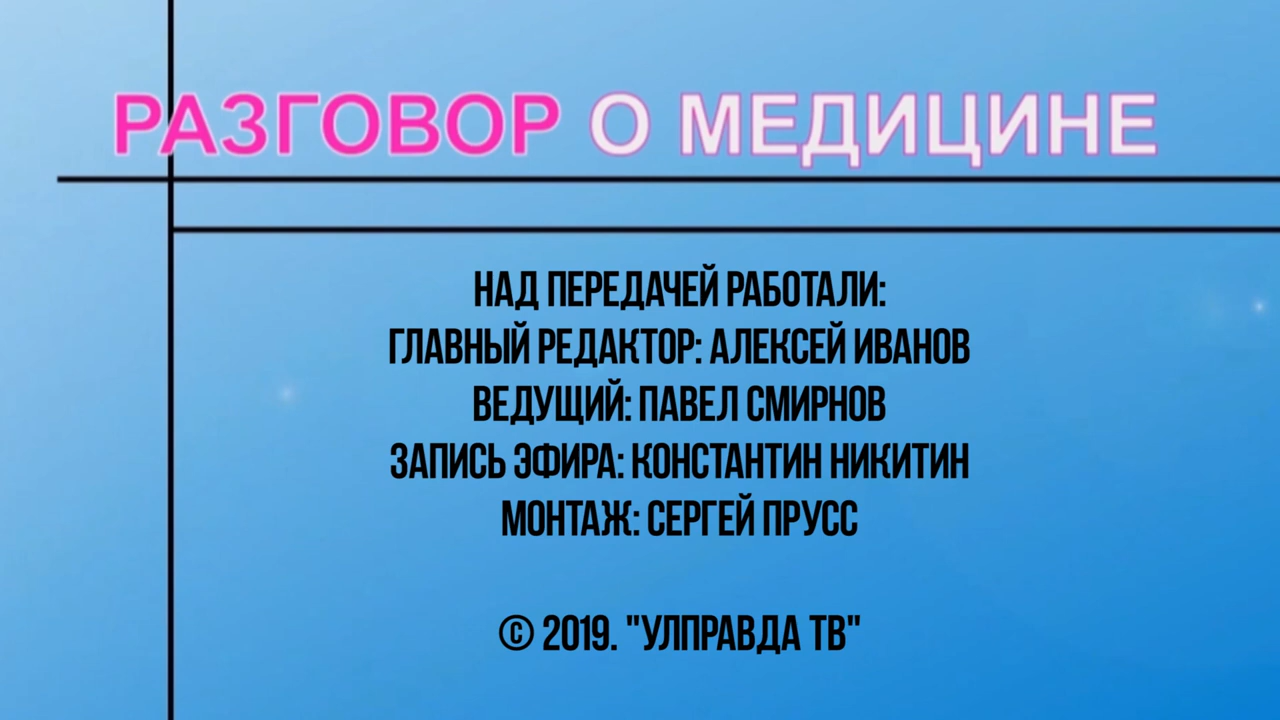 РАЗГОВОР О МЕДИЦИНЕ
НАД ПЕРЕДАЧЕЙ РАБОТАЛИ:
ГЛАВНЫЙ РЕДАКТОР: АЛЕКСЕЙ ИВАНОВ
ВЕДУЩИЙ: ПАВЕЛ СМИРНОВ
ЗАПИСЬ ЭФИРА: КОНСТАНТИН НИКИТИН
МОНТАЖ: СЕРГЕЙ ПРУСС
© 2019. "УЛПРАВДА ТВ"